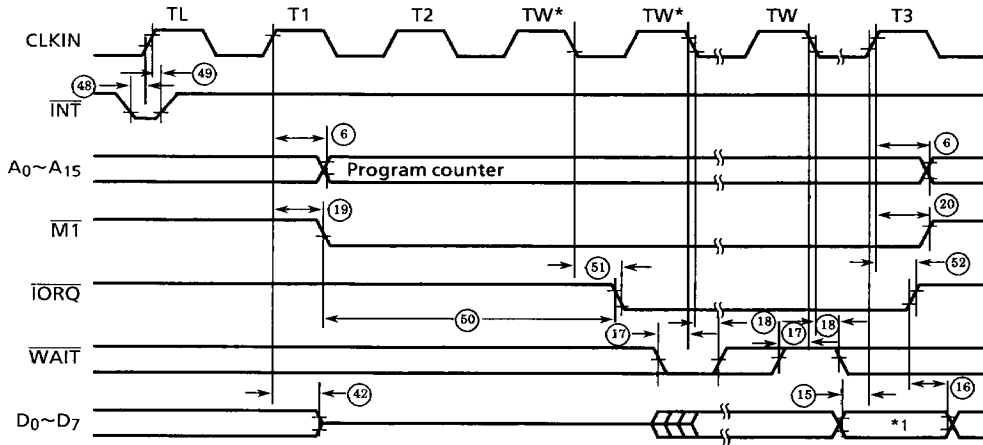 TL T1 T2 TW* TW* TW T3
CLKIN
49
48
INT
6 6
A0~A15 Program counter
19 20
M1
51 52
IORQ
50 17 18 17 18
WAIT
42 15 16
D0~D7 *1